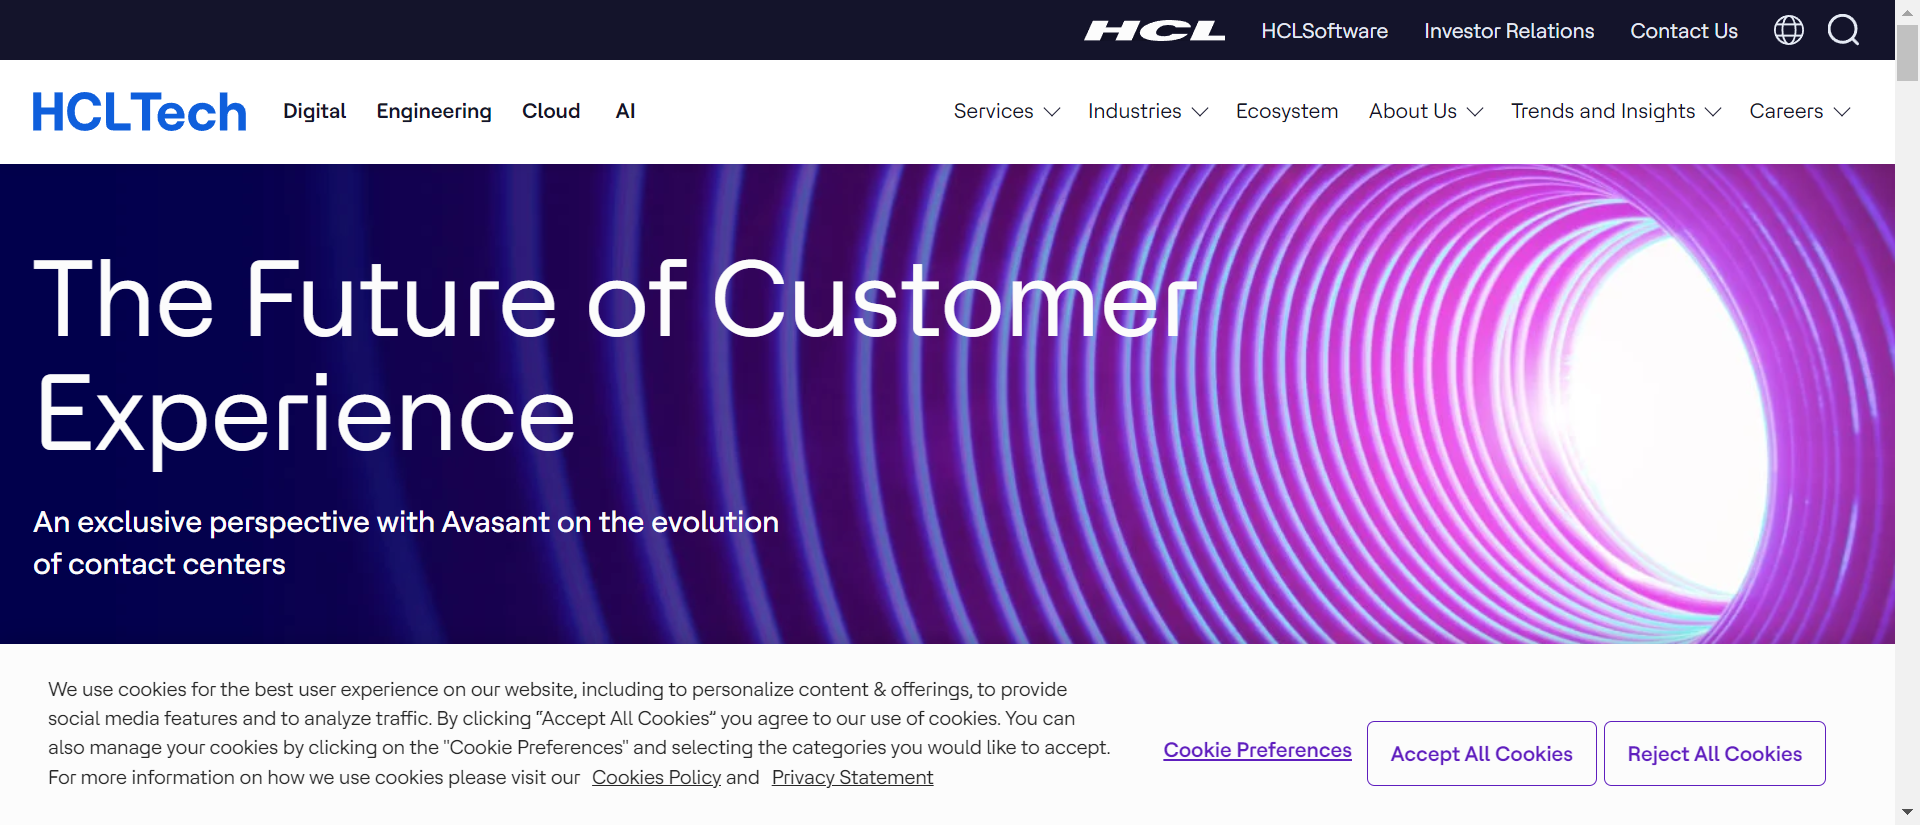 HCL HCLSoftware Investor Relations Contact Us
HCLTech Digital Engineering Cloud AI Services Industries Ecosystem About Us Trends and Insights Careers
The Future of Customer
Experience
An exclusive perspective with Avasant on the evolution
of contact centers
We use cookies for the best user experience on our website, including to personalize content & offerings, to provide
social media features and to analyze traffic. By clicking “Accept All Cookies” you agree to our use of cookies. You can
also manage your cookies by clicking on the "Cookie Preferences" and selecting the categories you would like to accept.
For more information on how we use cookies please visit our Cookies Policy and Privacy Statement
Cookie Preferences Accept All Cookies Reject All Cookies